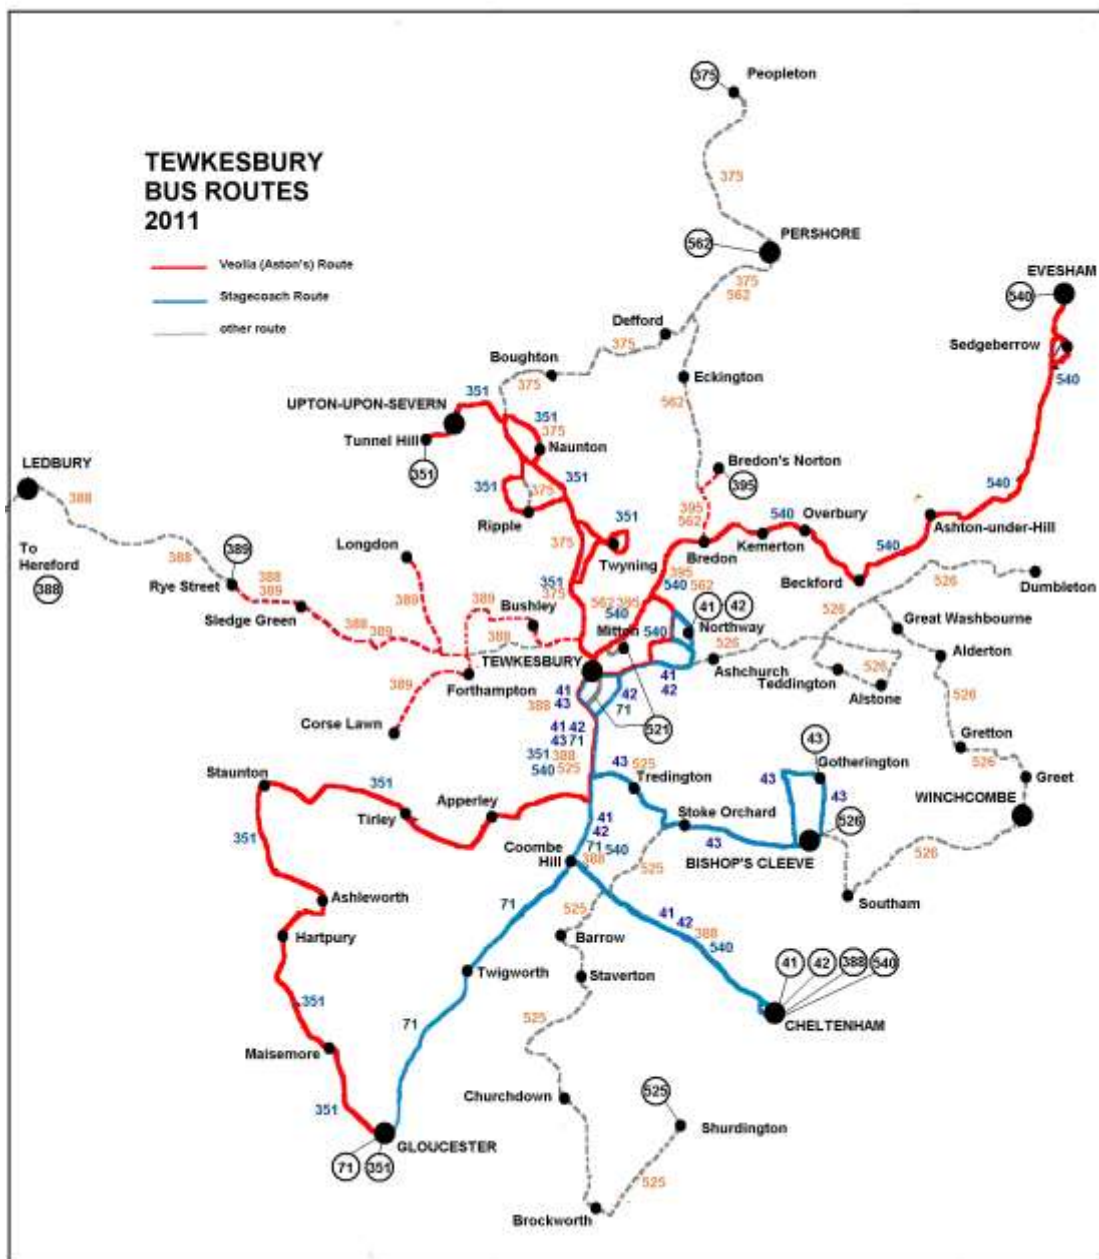 375
Peopleton
TEWKESBURY
BUS ROUTES
2011
375
Veolia (Aston's) Route
Stagecoach Route
other route
562
PERSHORE
375
562
EVESHAM
540
Defford
375
Sedgeberrow
540
Boughton
375
Eckington
562
351
UPTON-UPON-SEVERN
351
375
Naunton
Tunnel Hill
351
LEDBURY
388
Bredon's Norton
395
351
351
375
Ripple
395
562
540
540
Overbury
Kemerton
Ashton-under-Hill
351
Twyning
Bredon
540
Beckford
To
Hereford
388
388
389
Rye Street
Longdon
375
395
540
562
526
Dumbleton
388
389
Sledge Green
389
389
Bushley
351
375
562
395
540
41
42
526
Great Washbourne
388
389
388
Mitton
540
Northway
526
Alderton
TEWKESBURY
Ashchurch
Teddington
526
Alstone
389
Forthampton
41
42
41
43
388
42
71
526
Corse Lawn
521
41
42
43
71
351
388
540
525
43
Gretton
526
43
525
Tredington
43
Gotherington
Greet
Staunton
351
Tirley
Apperley
43
WINCHCOMBE
Stoke Orchard
526
351
41
42
71
540
43
BISHOP'S CLEEVE
Coombe
Hill
388
525
526
Southam
Ashleworth
71
525
41
42
388
540
Hartpury
Barrow
Twigworth
Staverton
41
42
388
540
351
71
525
CHELTENHAM
Maisemore
Churchdown
525
351
GLOUCESTER
Shurdington
71
351
525
Brockworth